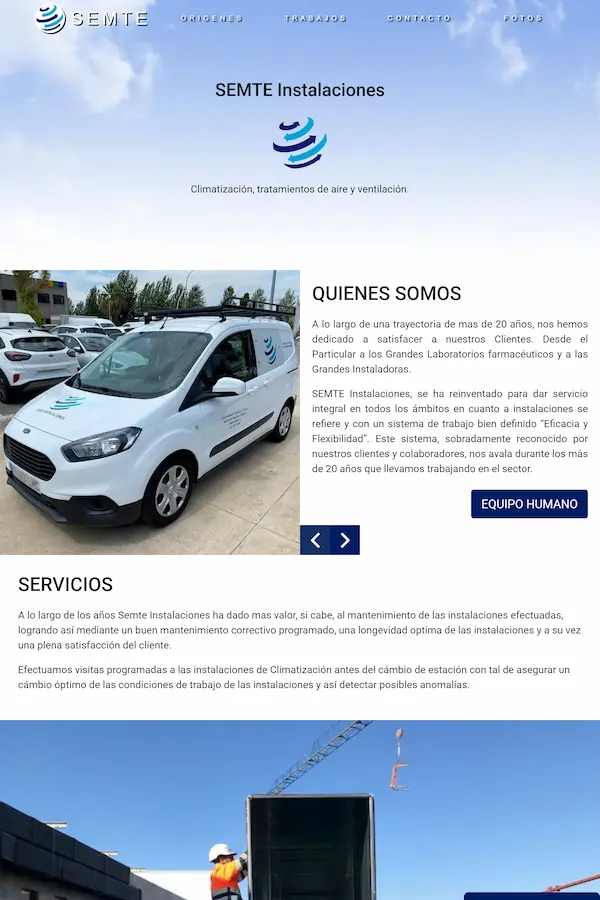 SEMTE
ORIGENES
TRABAJOS
CONTACTO
FOTOS
SEMTE Instalaciones
Climatización, tratamientos de aire y ventilación.
QUIENES SOMOS
A lo largo de una trayectoria de mas de 20 años, nos hemos
dedicado a satisfacer a nuestros Clientes. Desde el
Particular a los Grandes Laboratorios farmacéuticos y a las
Grandes Instaladoras.
SEMTE Instalaciones, se ha reinventado para dar servicio
integral en todos los ámbitos en cuanto a instalaciones se
refiere y con un sistema de trabajo bien definido “Eficacia y
Flexibilidad”. Este sistema, sobradamente reconocido por
nuestros clientes y colaboradores, nos avala durante los más
de 20 años que llevamos trabajando en el sector.
EQUIPO HUMANO
SERVICIOS
A lo largo de los años Semte Instalaciones ha dado mas valor, si cabe, al mantenimiento de las instalaciones efectuadas,
logrando así mediante un buen mantenimiento correctivo programado, una longevidad optima de las instalaciones y a su vez
una plena satisfacción del cliente.
Efectuamos visitas programadas a las instalaciones de Climatización antes del cámbio de estación con tal de asegurar un
cámbio óptimo de las condiciones de trabajo de las instalaciones y así detectar posibles anomalías.